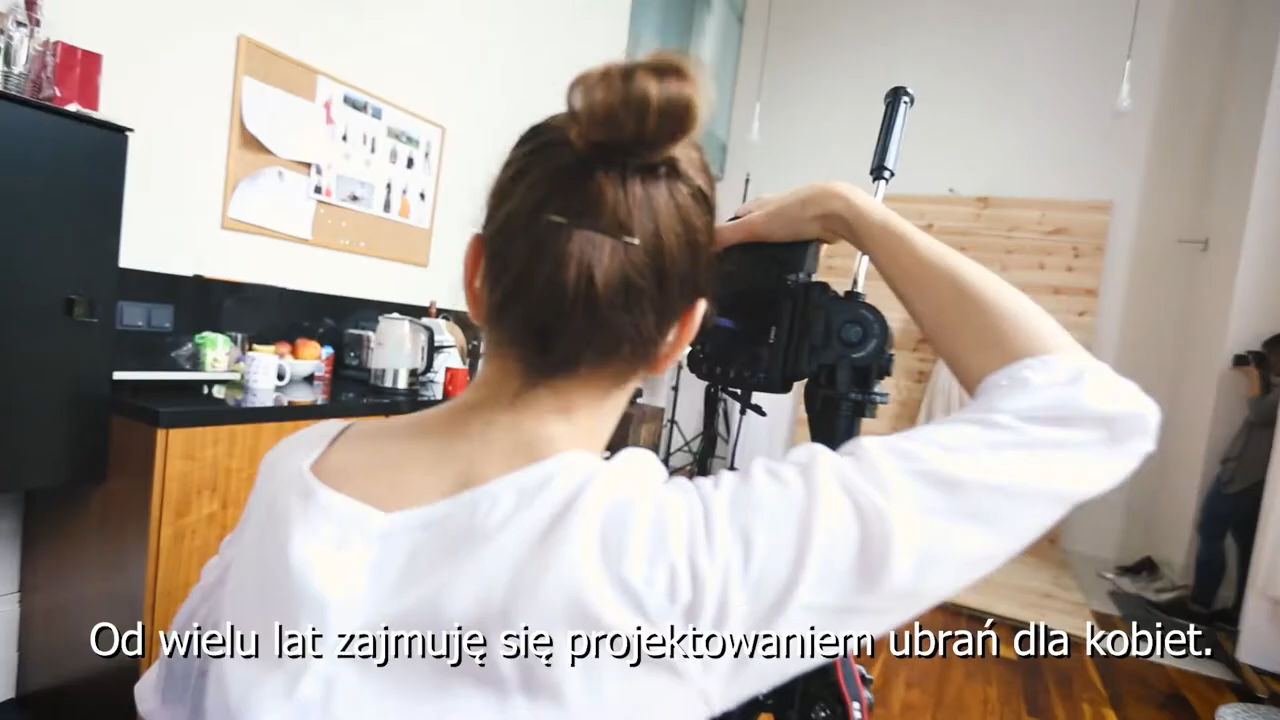 Od wielu lat zajmuję się projektowaniem ubrań dla kobiet.